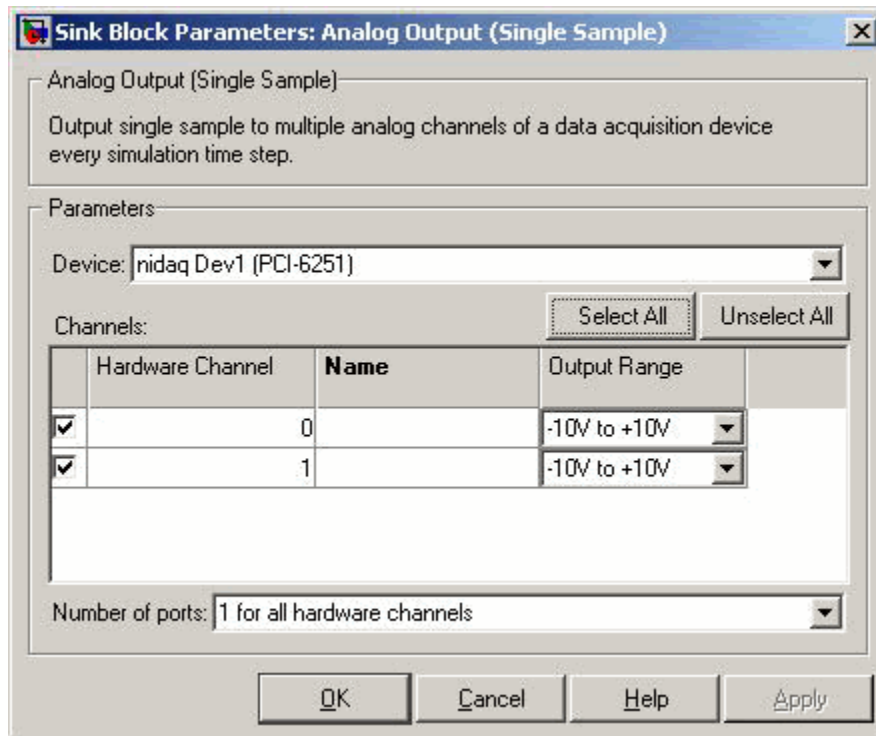 Sink Block Parameters: Analog Output (Single Sample)
Analog Output (Single Sample)
Output single sample to multiple analog channels of a data acquisition device
every simulation time step.
Parameters
Device: nidaq Dev1 (PCI-6251)
Select All Unselect All
Channels:
Hardware Channel Name Output Range
0 -10V to +10V
1 -10V to +10V
Number of ports: 1 for all hardware channels
OK Cancel Help Apply